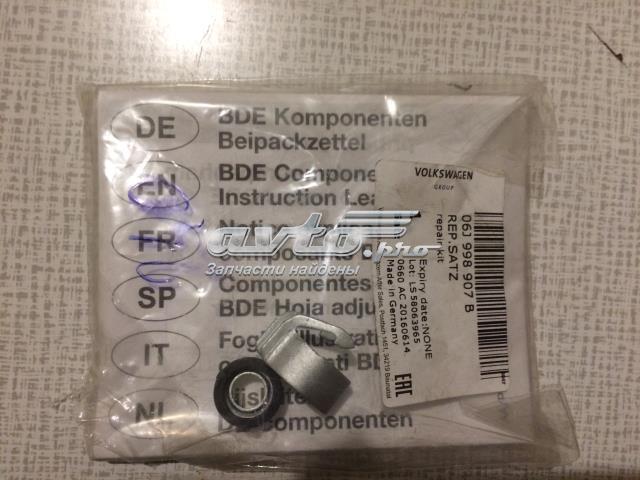 DE
BDE Komponenten
Beipackzettel
EN
BDE Compone
Instruction Lea
FR
SP
Componentes
BDE Hoja adju
IT
NL
componenten
VOLKSWAGEN
GROUP
06J 998 907 B
REP.SATZ
repair kit
Expiry date:NONE
Lot: LS 58063965
0660 AC 20160614
Made in Germany
EAC
avto.pro
Запчасти найдены